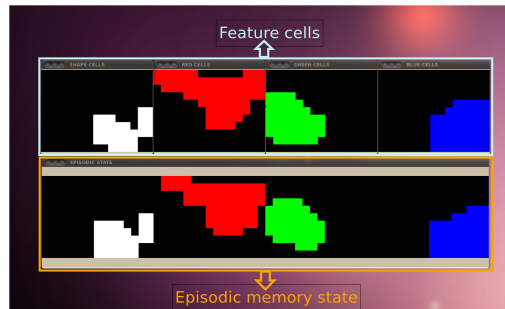 Feature cells
SHAPE CELLS
RED CELLS
GREEN CELLS
BLUE CELLS
EPISODIC STATE
Episodic memory state